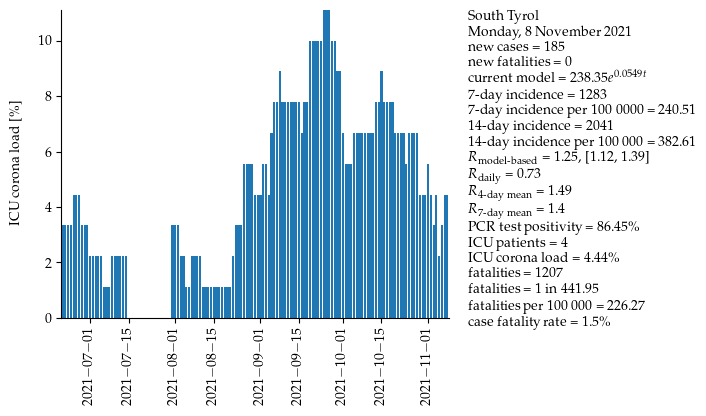 South Tyrol
Monday, 8 November 2021
new cases = 185
new fatalities = 0
current model = 238.35e^0.0549t
7-day incidence = 1283
7-day incidence per 100 0000 = 240.51
14-day incidence = 2041
14-day incidence per 100 000 = 382.61
R_model-based = 1.25, [1.12, 1.39]
R_daily = 0.73
R_4-day mean = 1.49
R_7-day mean = 1.4
PCR test positivity = 86.45%
ICU patients = 4
ICU corona load = 4.44%
fatalities = 1207
fatalities = 1 in 441.95
fatalities per 100 000 = 226.27
case fatality rate = 1.5%
ICU corona load [%]
10
8
6
4
2
0
2021−07−01
2021−07−15
2021−08−01
2021−08−15
2021−09−01
2021−09−15
2021−10−01
2021−10−15
2021−11−01